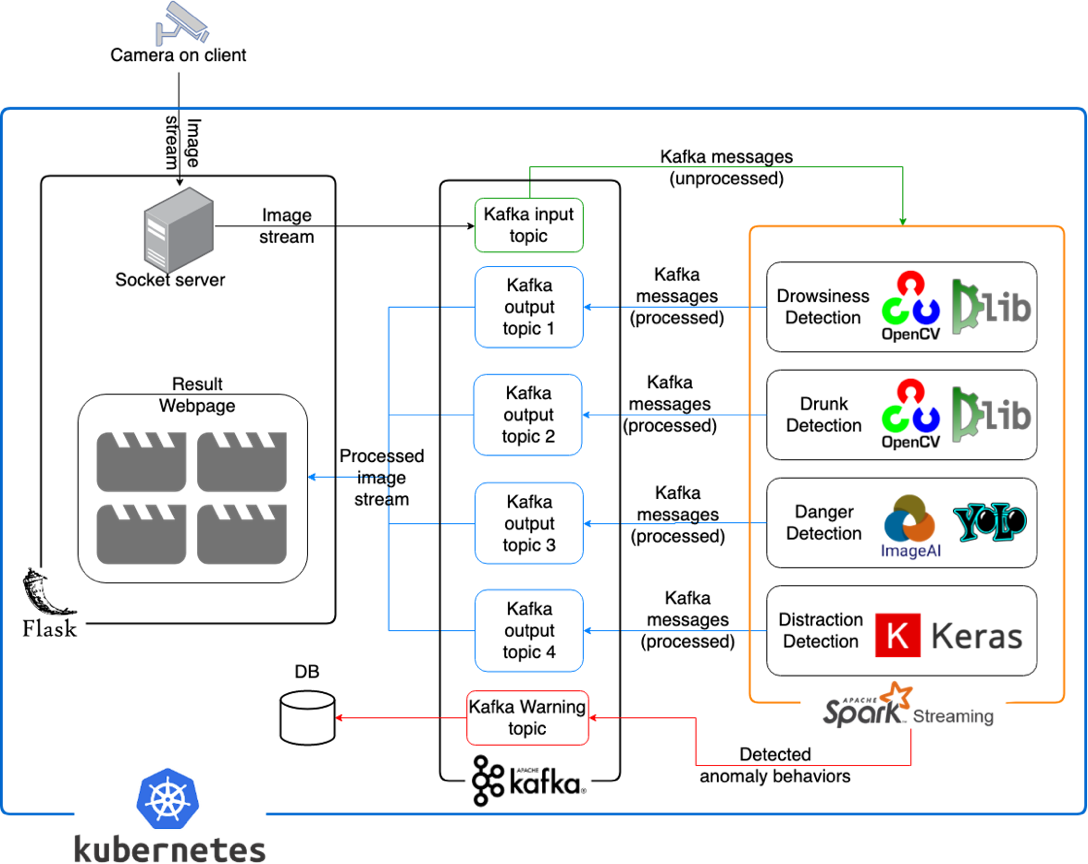 Camera on client
Image
stream
Kafka messages
(unprocessed)
Socket server
Image
stream
Kafka input
topic
Kafka
output
topic 1
Kafka
messages
(processed)
Drowsiness
Detection
OpenCV
Dlib
Kafka
output
topic 2
Kafka
messages
(processed)
Drunk
Detection
OpenCV
Dlib
Result
Webpage
Processed
image
stream
Kafka
output
topic 3
Kafka
messages
(processed)
Danger
Detection
ImageAI
YOLO
Kafka
output
topic 4
Kafka
messages
(processed)
Distraction
Detection
K Keras
Flask
DB
Kafka Warning
topic
APACHE
Spark™ Streaming
Detected
anomaly behaviors
APACHE
kafka®
kubernetes